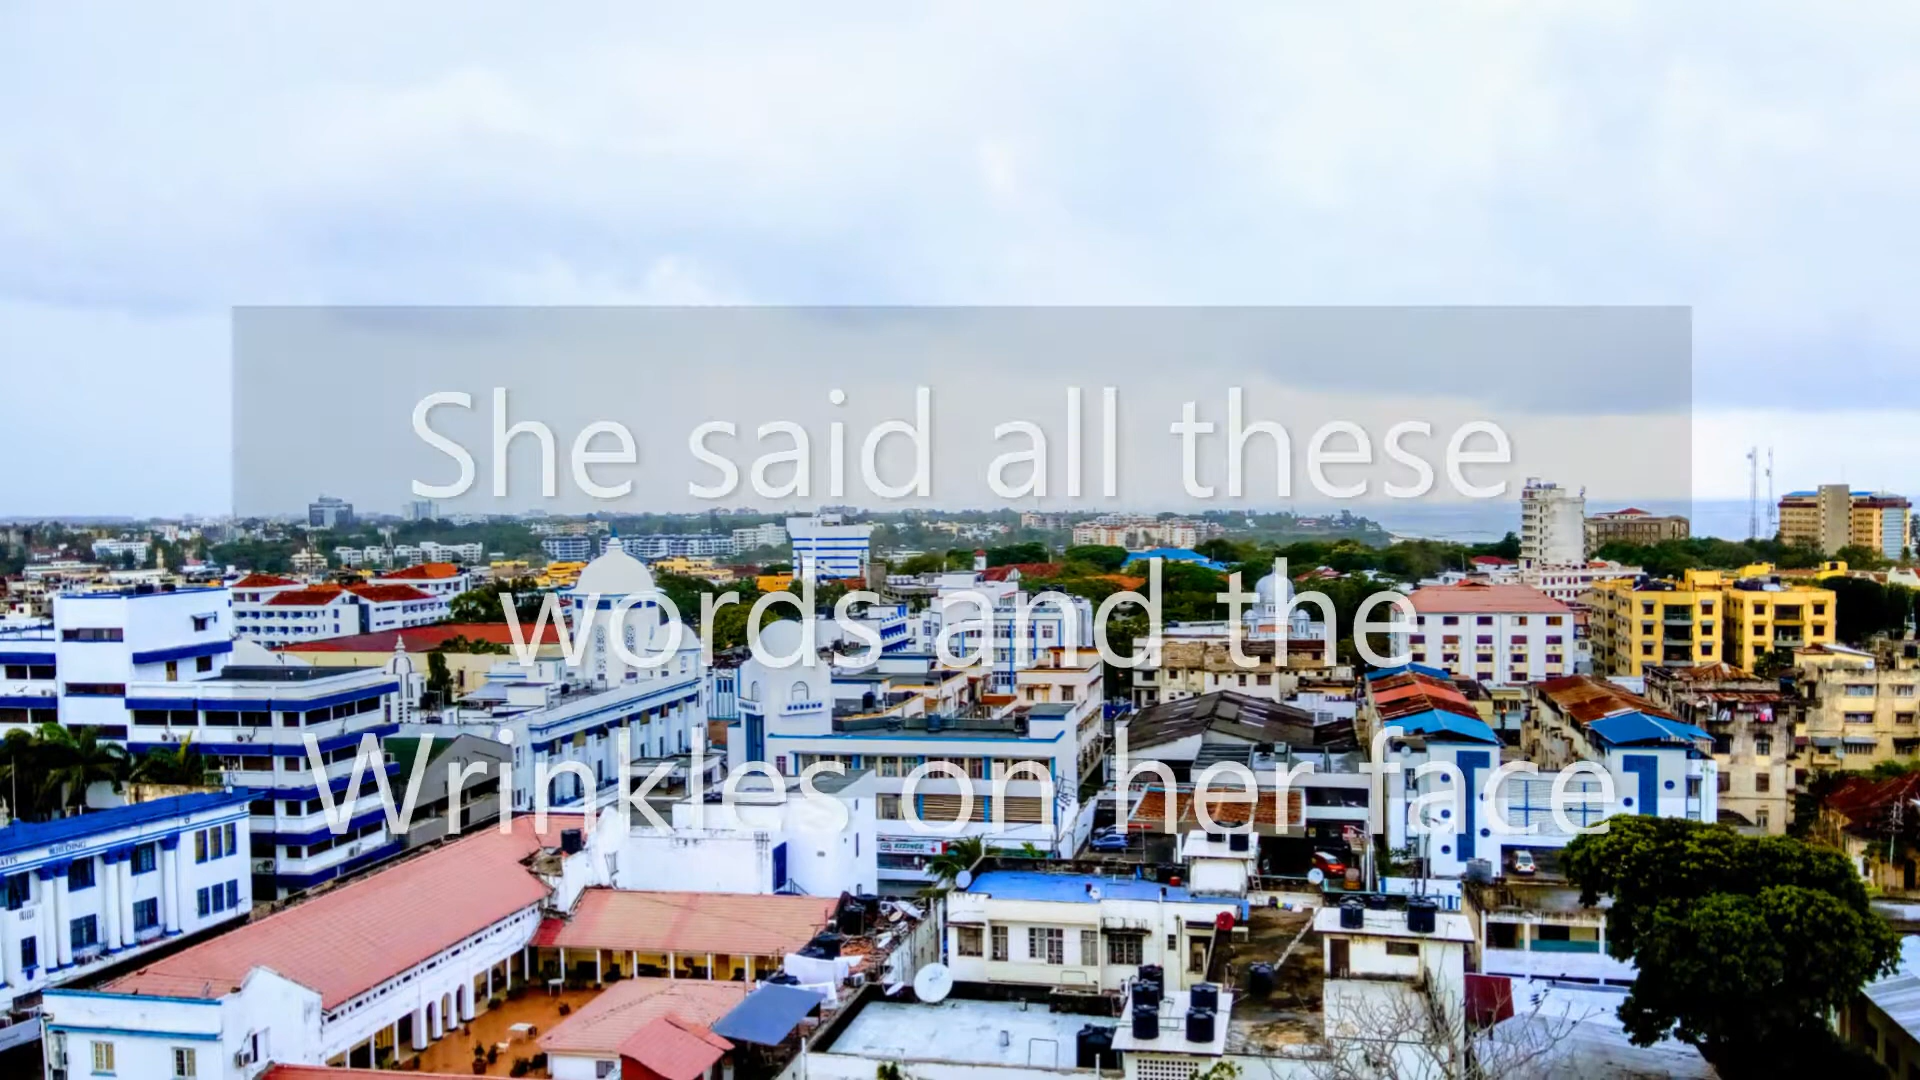 She said all these
words and the
Wrinkles on her face